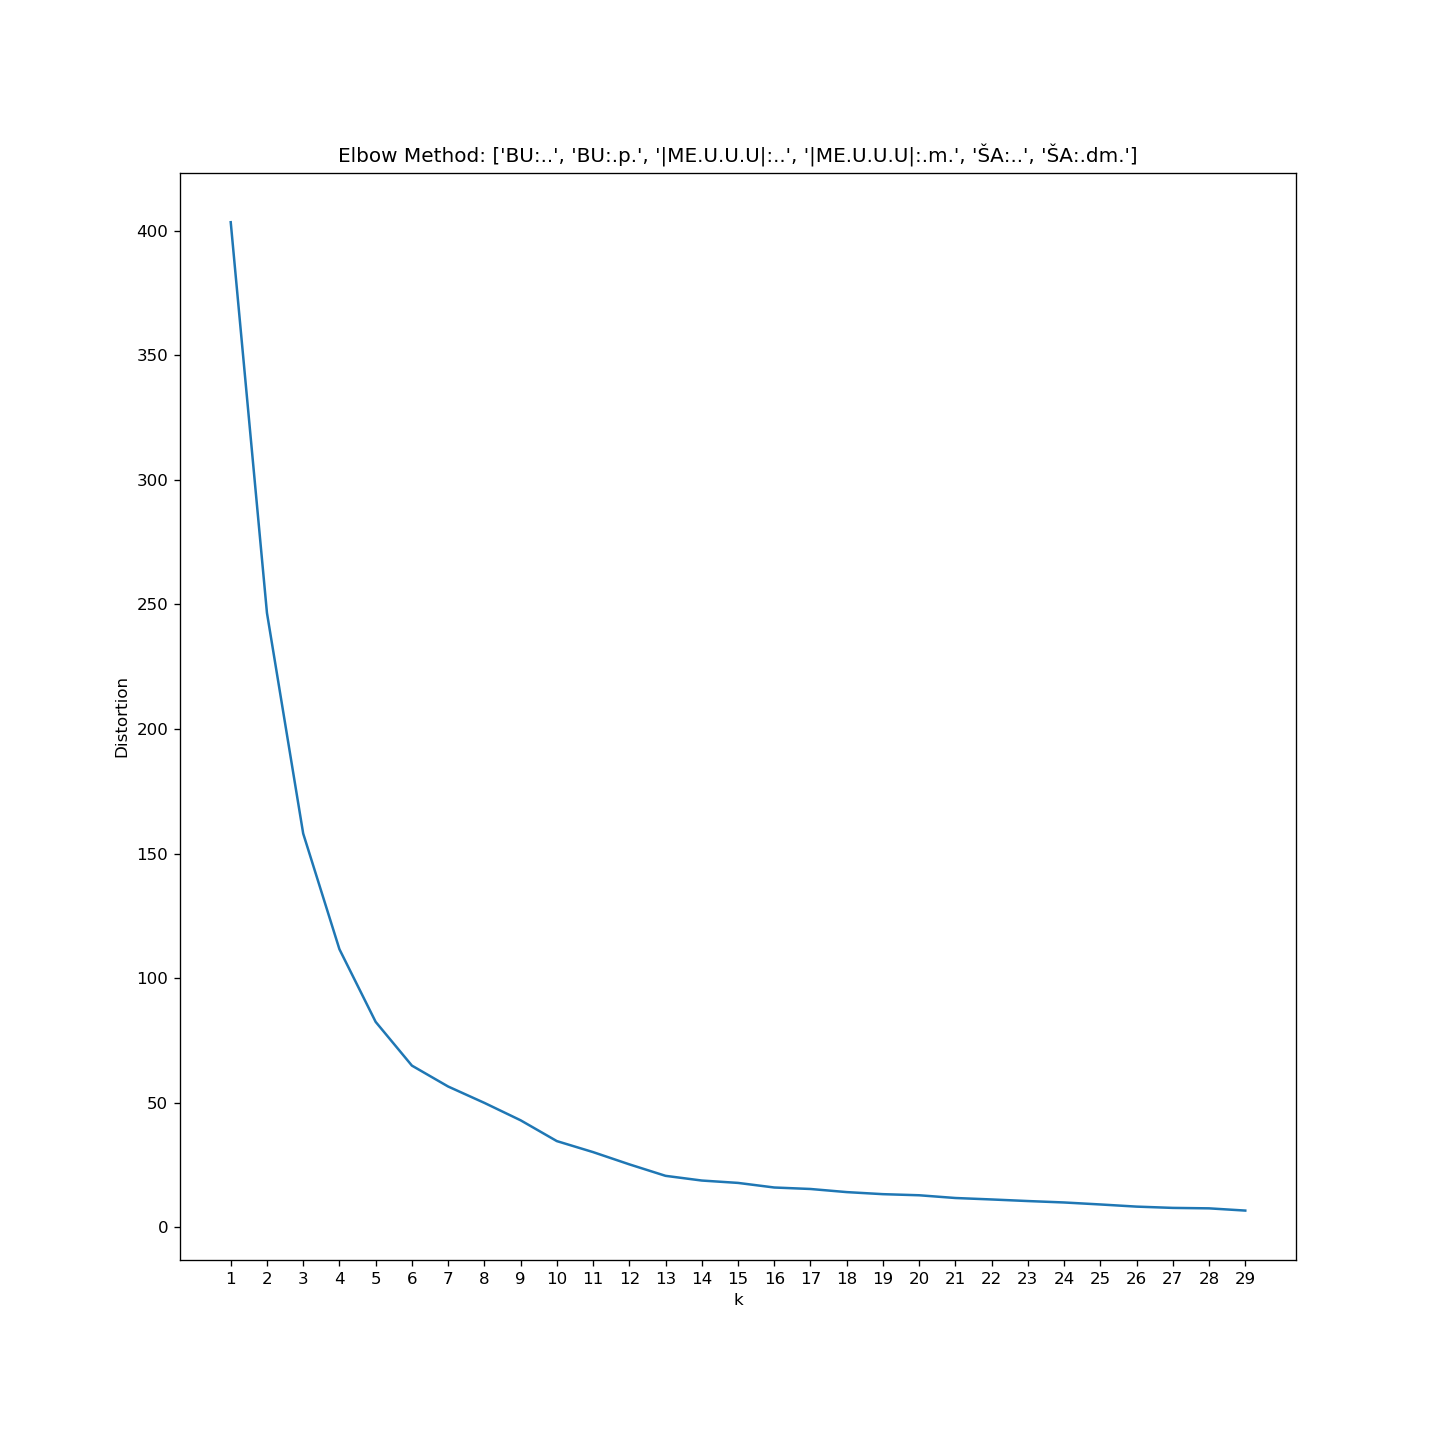 Elbow Method: ['BU:..', 'BU:.p.', '|ME.U.U.U|:..', '|ME.U.U.U|:.m.', 'ŠA:..', 'ŠA:.dm.']
400
350
300
250
200
150
100
50
0
Distortion
1 2 3 4 5 6 7 8 9 10 11 12 13 14 15 16 17 18 19 20 21 22 23 24 25 26 27 28 29
k